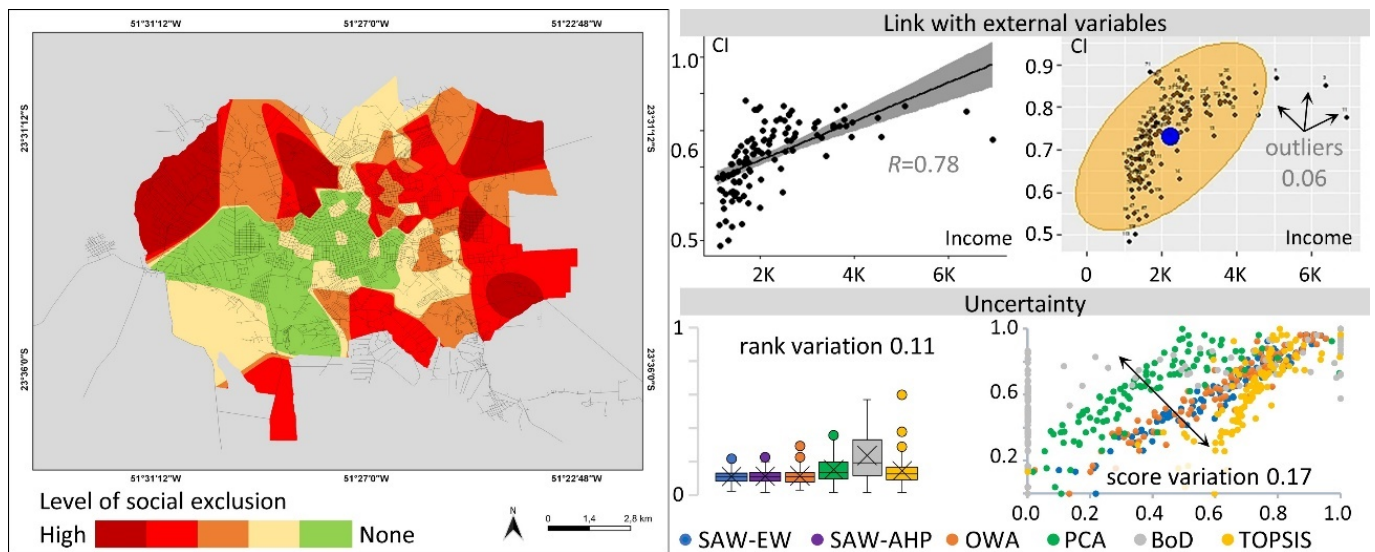 51°31'12"W
51°27'0"W
51°22'48"W
23°31'12"S
23°31'12"S
23°36'0"S
23°36'0"S
51°31'12"W
51°27'0"W
51°22'48"W
Level of social exclusion
High
None
N
0
1,4
2,8 km
Link with external variables
CI
1.0
0.6
0.5
R=0.78
Income
2K
4K
6K
CI
0.9
0.8
0.7
0.6
0.5
outliers
0.06
Income
0
2K
4K
6K
Uncertainty
1
0
rank variation 0.11
1.0
0.8
0.6
0.2
0.0
score variation 0.17
0.0
0.2
0.4
0.6
0.8
1.0
SAW-EW
SAW-AHP
OWA
PCA
BoD
TOPSIS